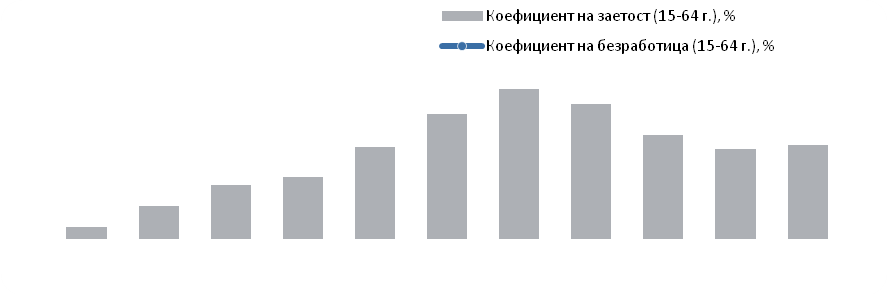 Коефициент на заетост (15-64 г.), %
Коефициент на безработица (15-64 г.), %